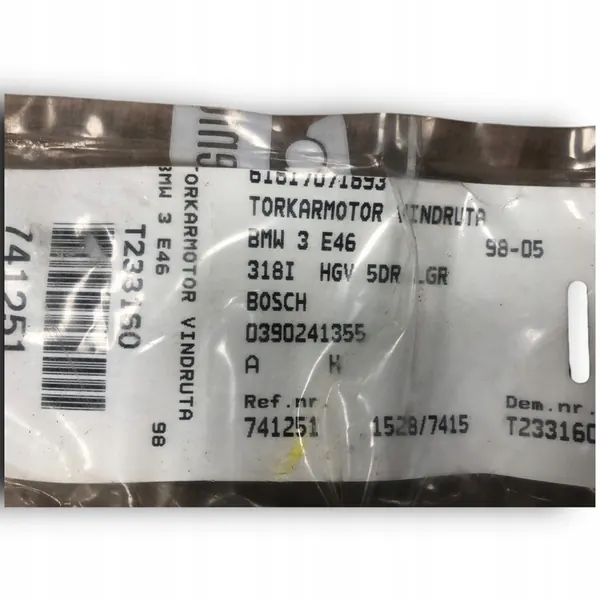 61617071693
TORKARMOTOR VINDRUTA
BMW 3 E46 98-05
318I HGV 5DR LGR
BOSCH
0390241355
A
Ref.nr. Dem.nr.
741251 1528/7415 T233160
TORKARMOTOR VINDRUTA
BMW 3 E46 98
T233160
741251